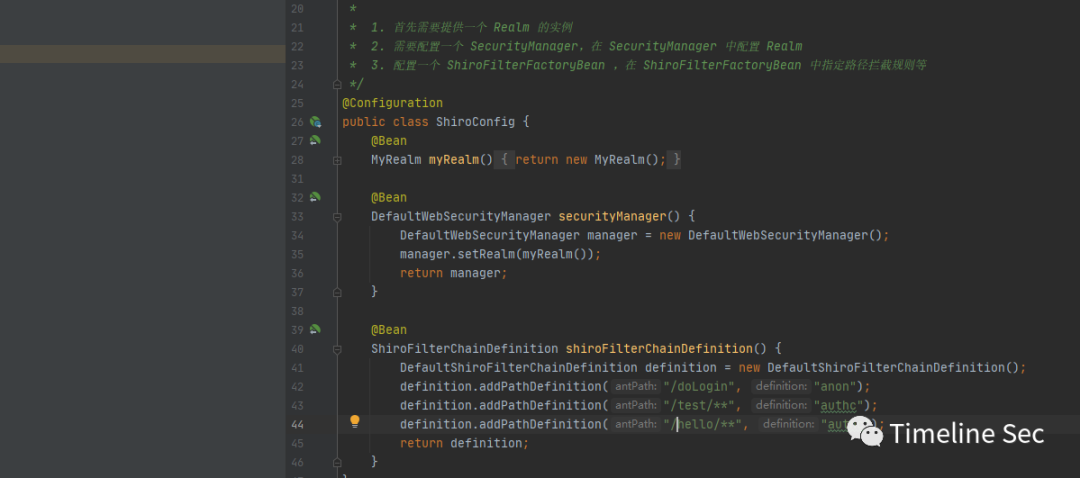 20 *
21 * 1. 首先需要提供一个 Realm 的实例
22 * 2. 需要配置一个 SecurityManager，在 SecurityManager 中配置 Realm
23 * 3. 配置一个 ShiroFilterFactoryBean ，在 ShiroFilterFactoryBean 中指定路径拦截规则等
24 */
25 @Configuration
26 public class ShiroConfig {
27 @Bean
28 MyRealm myRealm() { return new MyRealm(); }
31
32 @Bean
33 DefaultWebSecurityManager securityManager() {
34 DefaultWebSecurityManager manager = new DefaultWebSecurityManager();
35 manager.setRealm(myRealm());
36 return manager;
37 }
38
39 @Bean
40 ShiroFilterChainDefinition shiroFilterChainDefinition() {
41 DefaultShiroFilterChainDefinition definition = new DefaultShiroFilterChainDefinition();
42 definition.addPathDefinition( antPath: "/doLogin", definition: "anon");
43 definition.addPathDefinition( antPath: "/test/**", definition: "authc");
44 definition.addPathDefinition( antPath: "/hello/**", definition:
45 return definition;
46 }
Timeline Sec